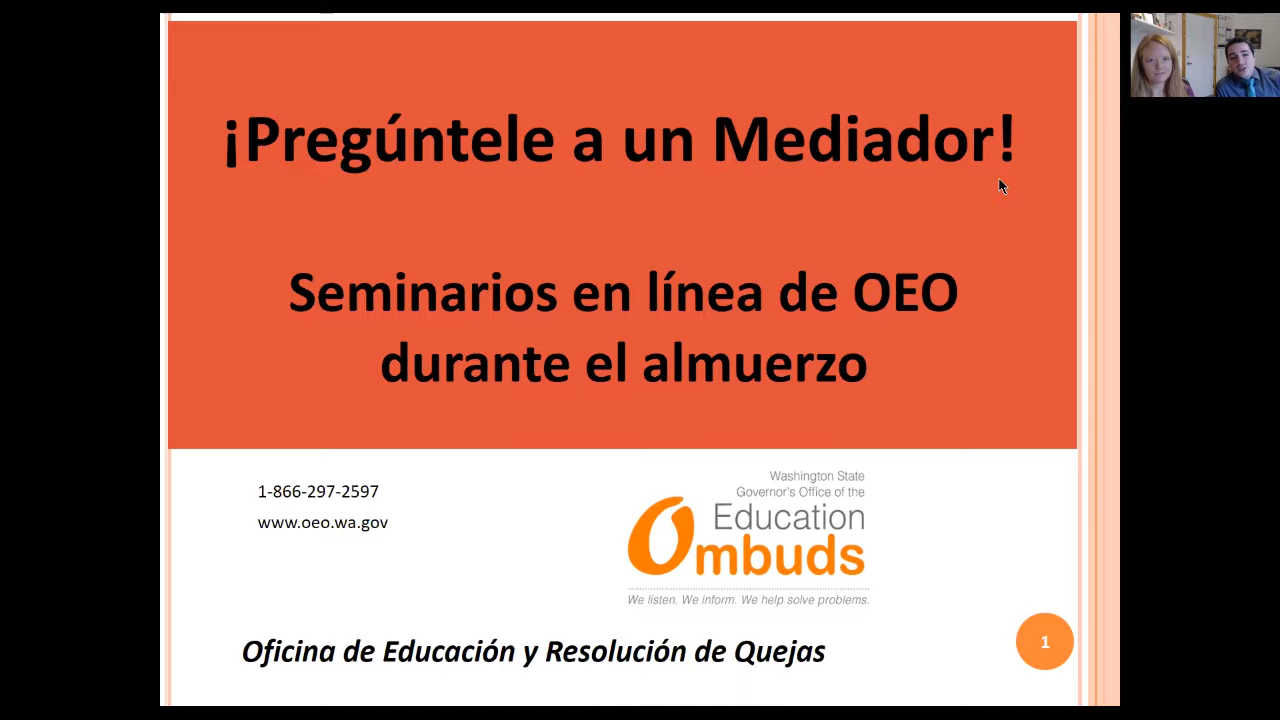 ¡Pregúntele a un Mediador!
Seminarios en línea de OEO
durante el almuerzo
1-866-297-2597
www.oeo.wa.gov
Washington State
Governor's Office of the
Education
Ombuds
We listen. We inform. We help solve problems.
Oficina de Educación y Resolución de Quejas
1